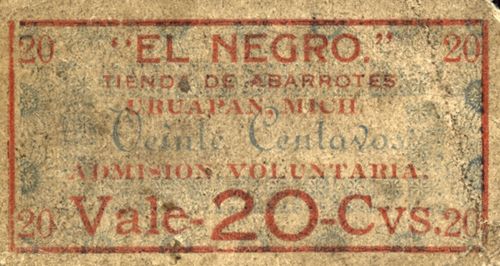 20 "EL NEGRO." 20
TIENDA DE ABARROTES
URUAPAN, MICH.
Veinte Centavos
ADMISION VOLUNTARIA.
20 Vale-20-Cvs. 20